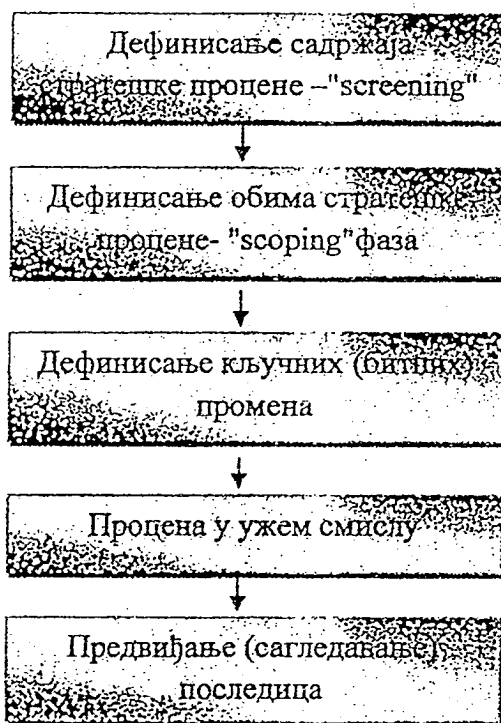 Дефинисање садржаја
стратешке процене –"screening"
Дефинисање обима стратешке
процене- "scoping" фаза
Дефинисање кључних (битних)
промена
Процена у ужем смислу
Предвиђање (сагледавање)
последица